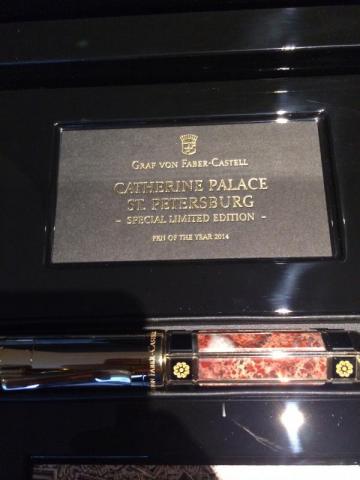 GRAF VON FABER-CASTELL
CATHERINE PALACE
ST. PETERSBURG
- SPECIAL LIMITED EDITION -
PEN OF THE YEAR 2014